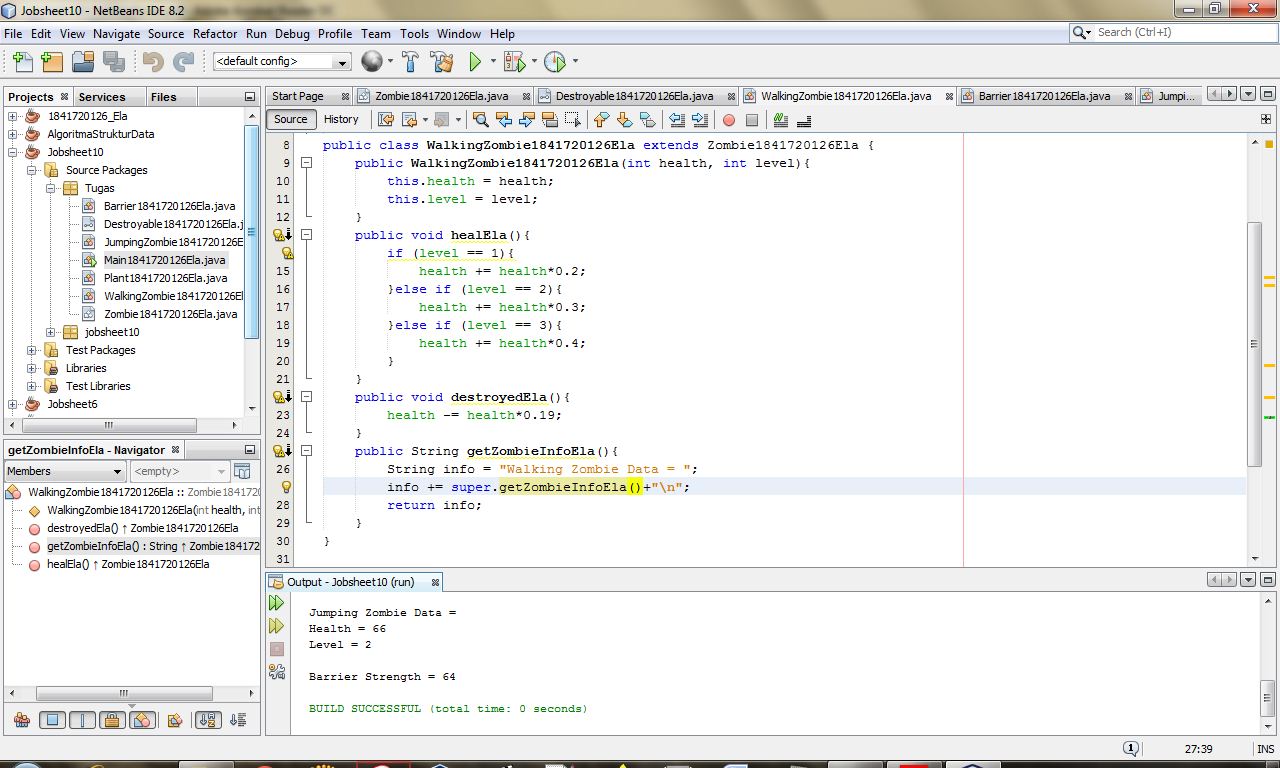 Jobsheet10 - NetBeans IDE 8.2
File Edit View Navigate Source Refactor Run Debug Profile Team Tools Window Help
Search (Ctrl+I)
<default config>
Projects Services Files
Start Page Zombie1841720126Ela.java Destroyable1841720126Ela.java WalkingZombie1841720126Ela.java Barrier1841720126Ela.java Jumpi...
Source History
1841720126_Ela
AlgoritmaStrukturData
Jobsheet10
Source Packages
Tugas
Barrier1841720126Ela.java
Destroyable1841720126Ela.j
JumpingZombie1841720126E
Main1841720126Ela.java
Plant1841720126Ela.java
WalkingZombie1841720126El
Zombie1841720126Ela.java
jobsheet10
Test Packages
Libraries
Test Libraries
Jobsheet6
8 public class WalkingZombie1841720126Ela extends Zombie1841720126Ela {
9 public WalkingZombie1841720126Ela(int health, int level){
10 this.health = health;
11 this.level = level;
12 }
public void healEla(){
if (level == 1){
15 health += health*0.2;
16 }else if (level == 2){
17 health += health*0.3;
18 }else if (level == 3){
19 health += health*0.4;
20 }
21 }
public void destroyedEla(){
23 health -= health*0.19;
24 }
public String getZombieInfoEla(){
26 String info = "Walking Zombie Data = ";
info += super.getZombieInfoEla()+"\n";
28 return info;
29 }
30 }
31
getZombieInfoEla - Navigator
Members <empty>
WalkingZombie1841720126Ela :: Zombie1841720
WalkingZombie1841720126Ela(int health, int
destroyedEla() ↑ Zombie1841720126Ela
getZombieInfoEla() : String ↑ Zombie184172
healEla() ↑ Zombie1841720126Ela
Output - Jobsheet10 (run)
Jumping Zombie Data =
Health = 66
Level = 2
Barrier Strength = 64
BUILD SUCCESSFUL (total time: 0 seconds)
1 27:39 INS